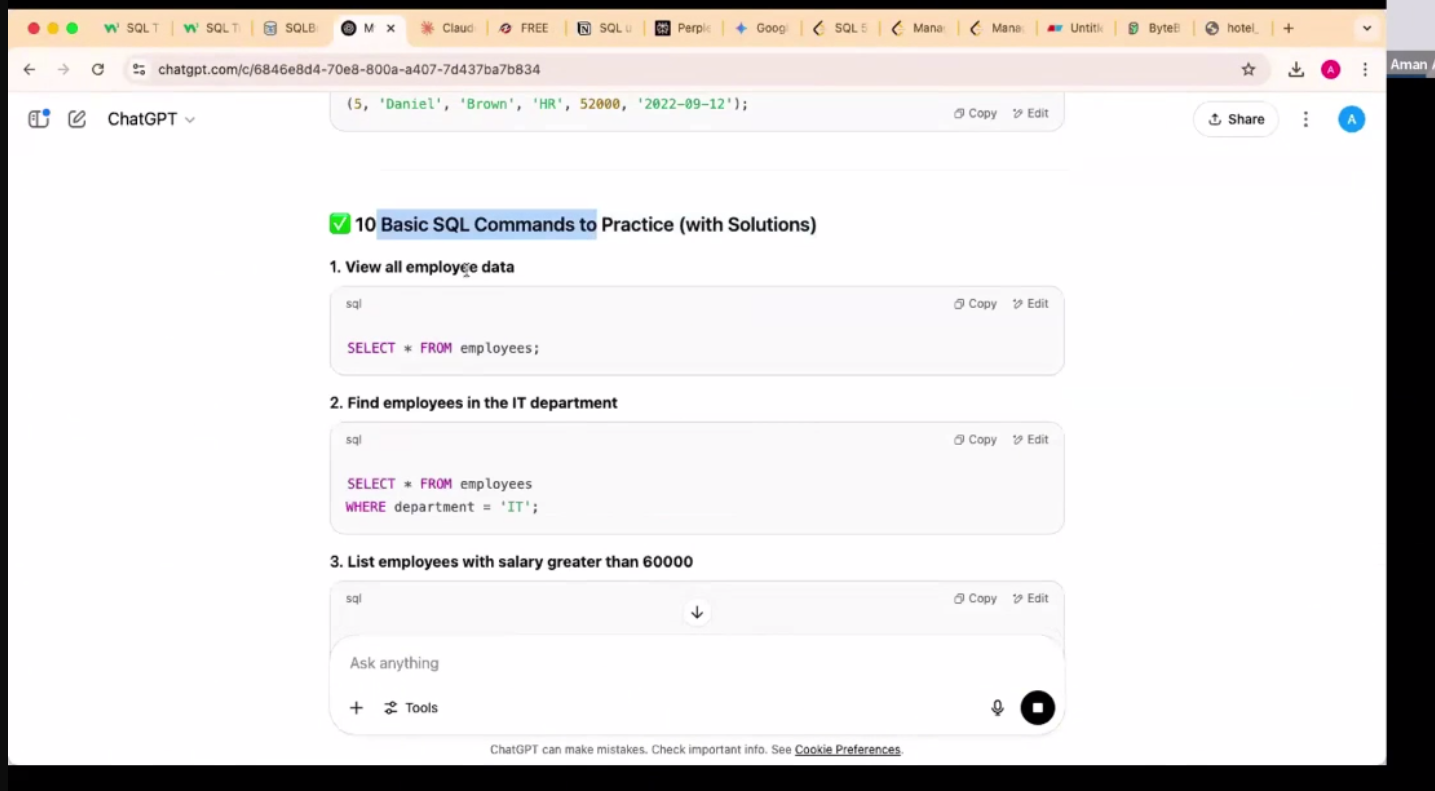 SQL T
SQL T
SQLB
M
Claud
FREE
SQL u
Perple
Googl
SQL 5
Mana
Mana
Untitl
ByteB
hotel_
chatgpt.com/c/6846e8d4-70e8-800a-a407-7d437ba7b834
A
Aman A
ChatGPT
(5, 'Daniel', 'Brown', 'HR', 52000, '2022-09-12');
Copy Edit
Share
A
✅ 10 Basic SQL Commands to Practice (with Solutions)
1. View all employee data
sql
Copy Edit
SELECT * FROM employees;
2. Find employees in the IT department
sql
Copy Edit
SELECT * FROM employees
WHERE department = 'IT';
3. List employees with salary greater than 60000
sql
Copy Edit
Ask anything
Tools
ChatGPT can make mistakes. Check important info. See Cookie Preferences.